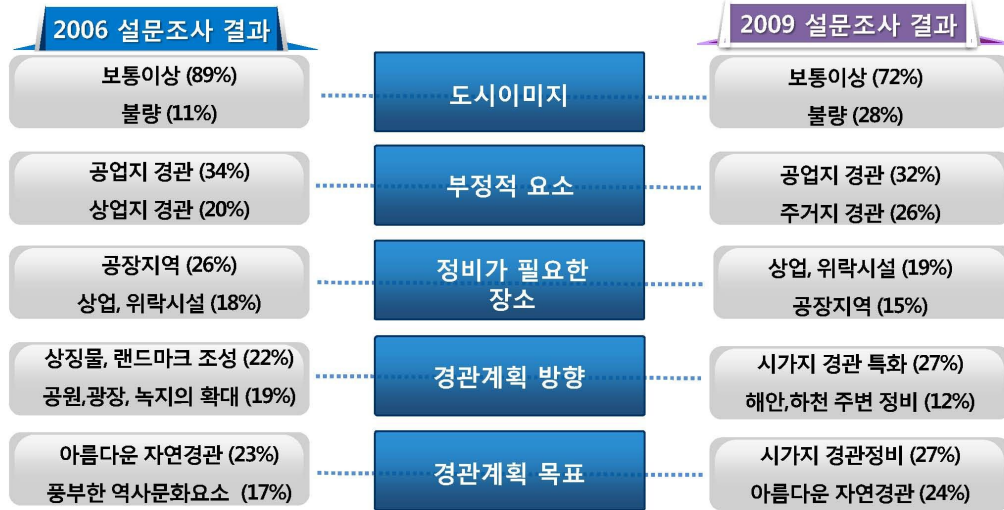 2006 설문조사 결과
2009 설문조사 결과
보통이상 (89%)
불량 (11%)
도시이미지
보통이상 (72%)
불량 (28%)
공업지 경관 (34%)
상업지 경관 (20%)
부정적 요소
공업지 경관 (32%)
주거지 경관 (26%)
공장지역 (26%)
상업, 위락시설 (18%)
정비가 필요한
장소
상업, 위락시설 (19%)
공장지역 (15%)
상징물, 랜드마크 조성 (22%)
공원,광장, 녹지의 확대 (19%)
경관계획 방향
시가지 경관 특화 (27%)
해안,하천 주변 정비 (12%)
아름다운 자연경관 (23%)
풍부한 역사문화요소 (17%)
경관계획 목표
시가지 경관정비 (27%)
아름다운 자연경관 (24%)